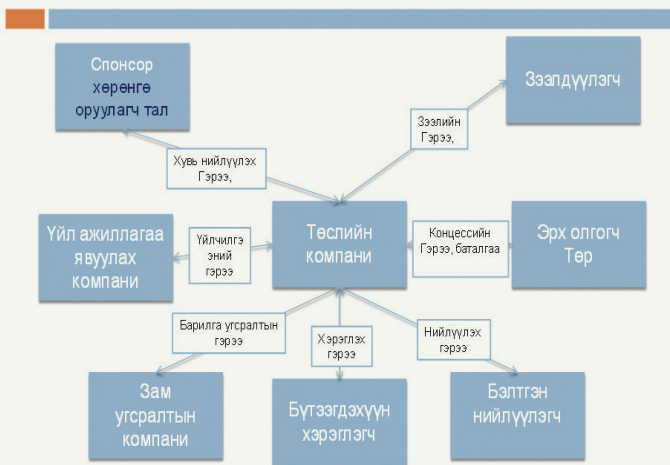 Спонсор
хөрөнгө
оруулагч тал
Зээлдүүлэгч
Зээлийн
Гэрээ,
Хувь нийлүүлэх
Гэрээ,
Үйл ажиллагаа
явуулах
компани
Үйлчилгэ
эний
гэрээ
Төслийн
компани
Концессийн
Гэрээ, баталгаа
Эрх олгогч
Төр
Барилга угсралтын
гэрээ
Хэрэглэх
гэрээ
Нийлүүлэх
гэрээ
Зам
угсралтын
компани
Бүтээгдэхүүн
хэрэглэгч
Бэлтгэн
нийлүүлэгч